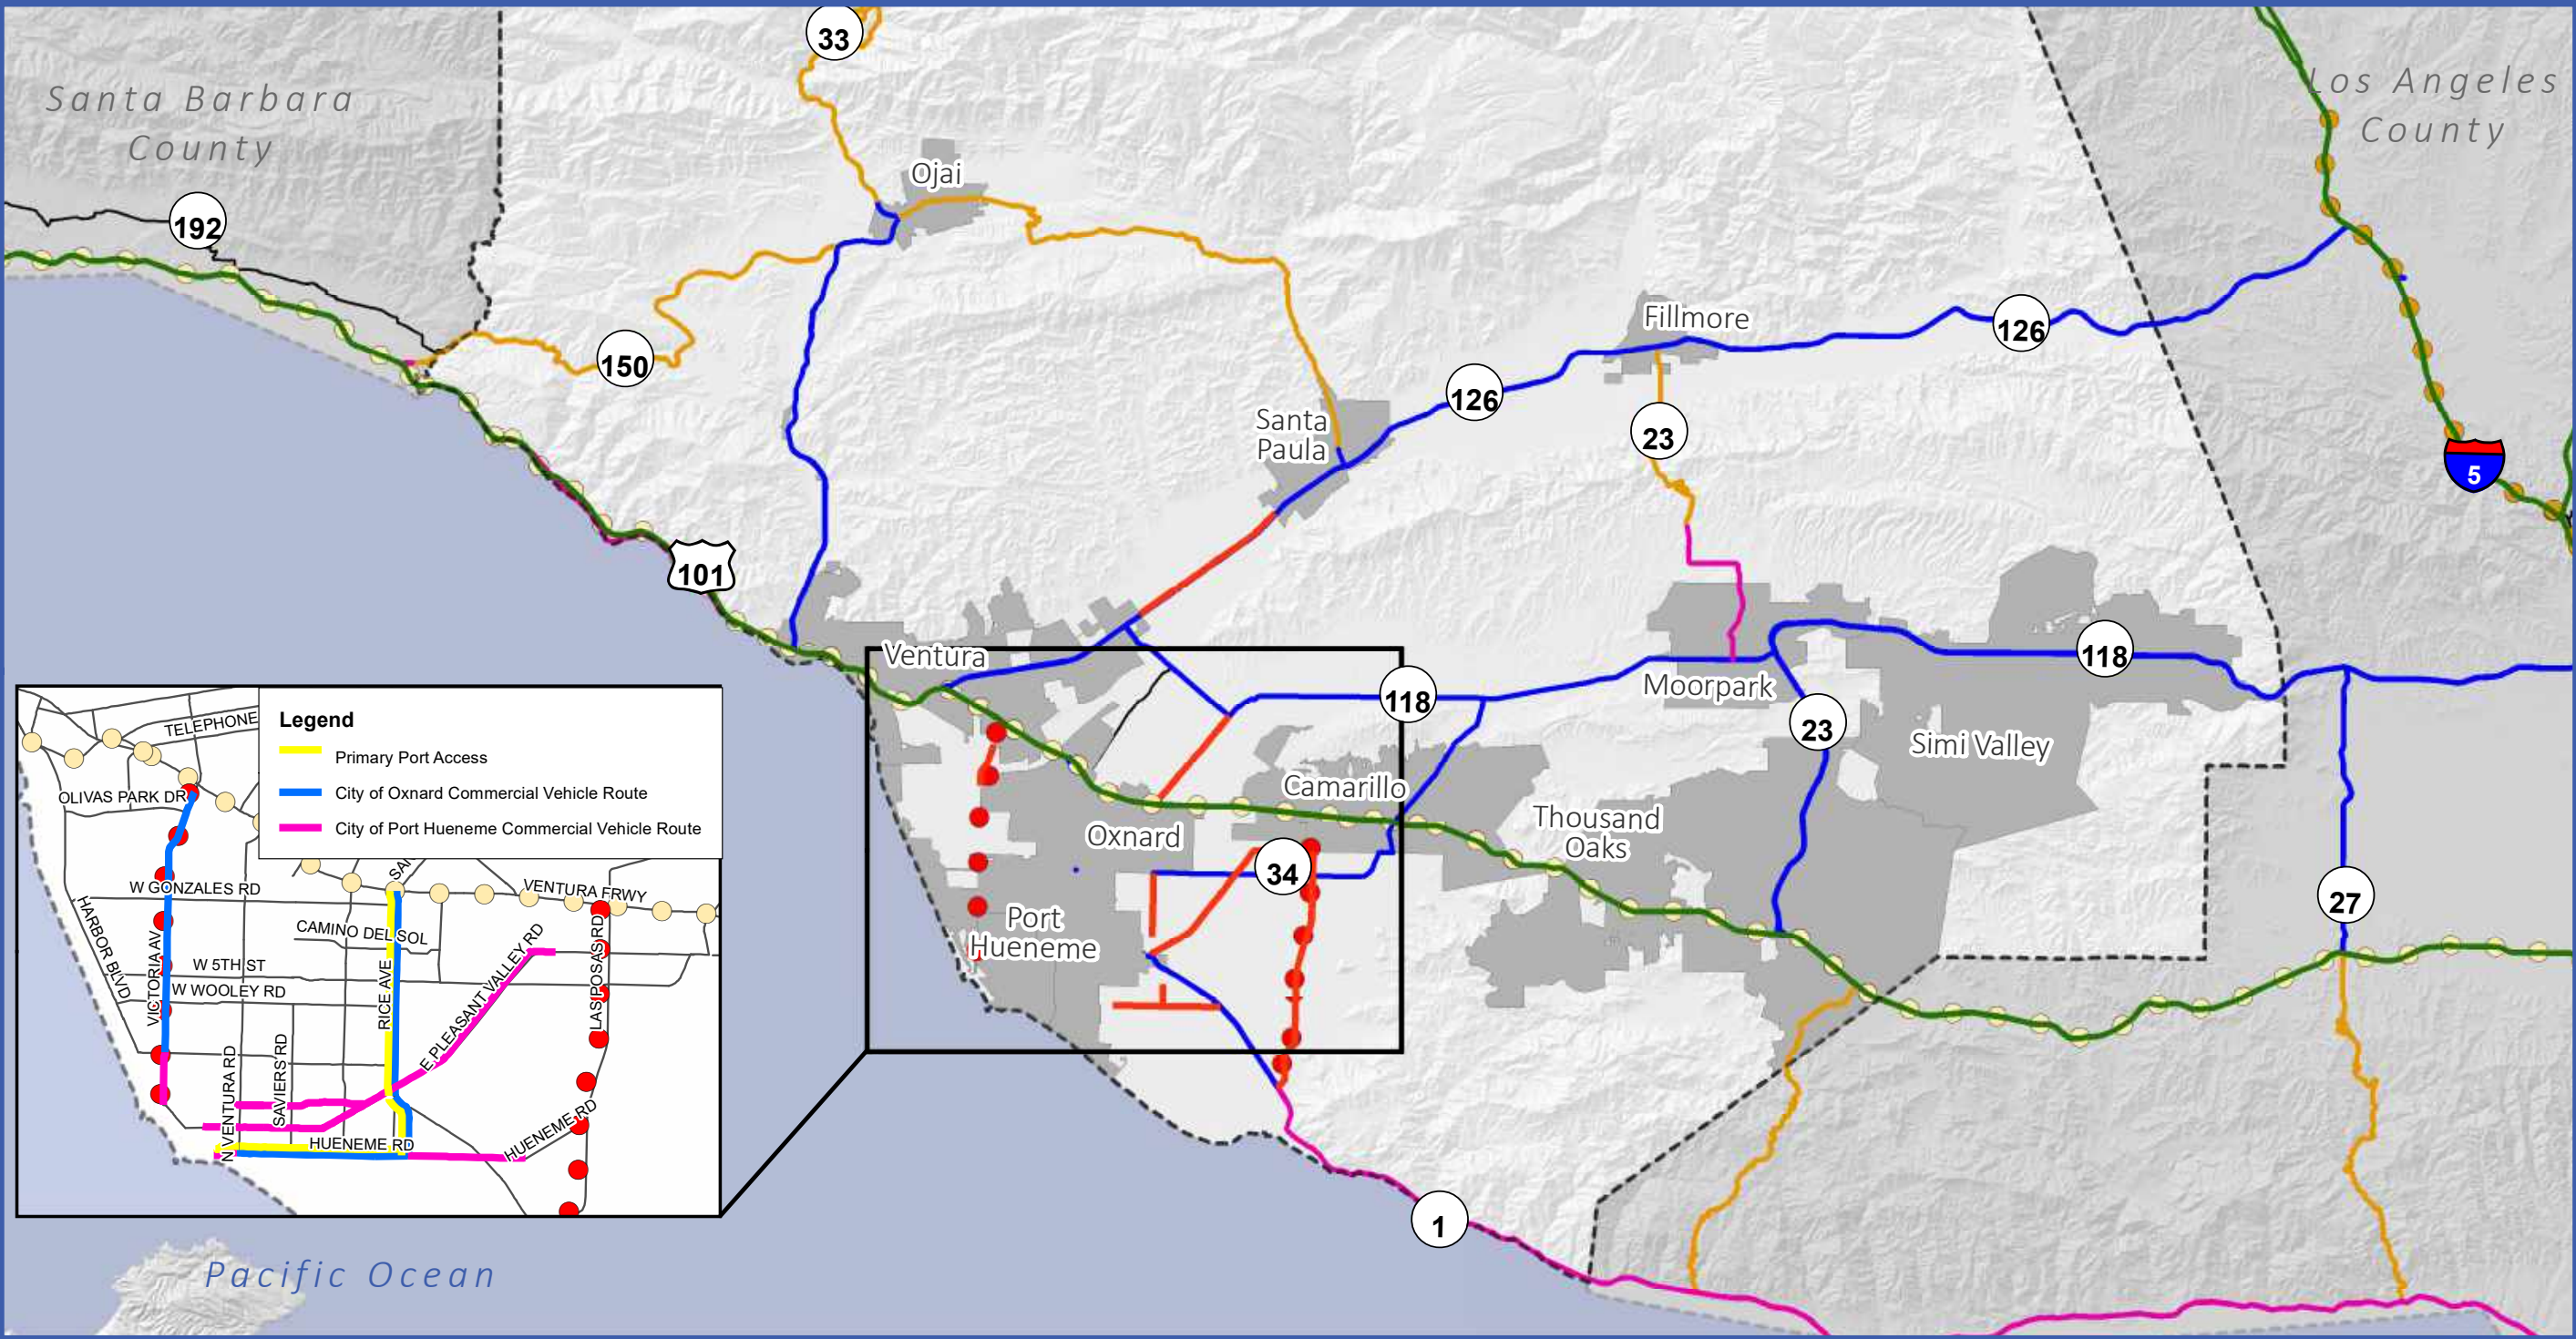 33
Santa Barbara
County
Los Angeles
County
Ojai
192
150
Fillmore
126
126
Santa
Paula
23
5
101
Ventura
118
118
Moorpark
23
Simi Valley
Camarillo
Oxnard
Thousand
Oaks
34
27
Port
Hueneme
1
Pacific Ocean
Legend
Primary Port Access
City of Oxnard Commercial Vehicle Route
City of Port Hueneme Commercial Vehicle Route
TELEPHONE
OLIVAS PARK DR
W GONZALES RD
SAN
VENTURA FRWY
HARBOR BLVD
CAMINO DEL SOL
VICTORIA AV
W 5TH ST
W WOOLEY RD
RICE AVE
E PLEASANT VALLEY RD
LAS POSAS RD
N VENTURA RD
SAVIERS RD
HUENEME RD
HUENEME RD